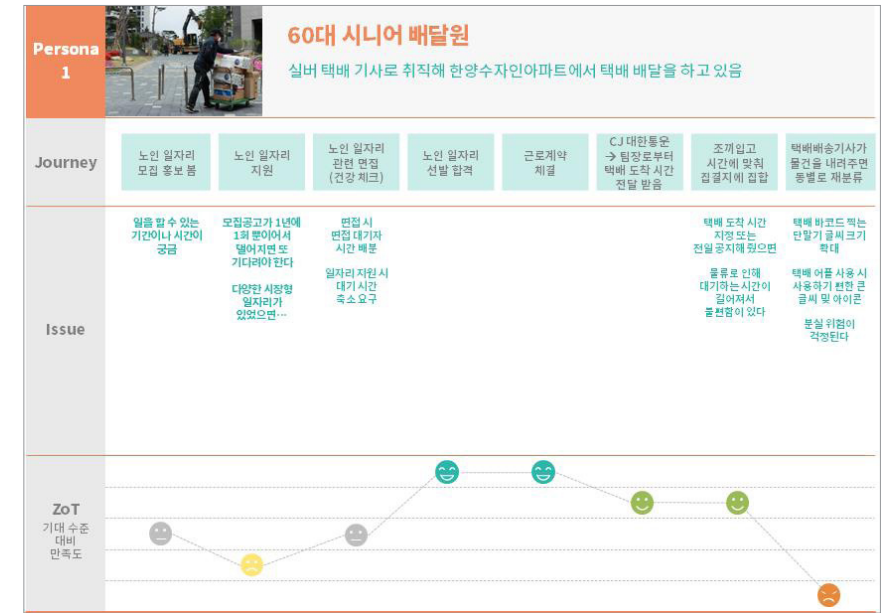 Persona
1
60대 시니어 배달원
실버 택배 기사로 취직해 한양수자인아파트에서 택배 배달을 하고 있음
Journey
노인 일자리
모집 홍보 봄
노인 일자리
지원
노인 일자리
관련 면접
(건강 체크)
노인 일자리
선발 합격
근로계약
체결
CJ 대한통운
→ 팀장로부터
택배 도착 시간
전달 받음
조끼입고
시간에 맞춰
집결지에 집합
택배배송기사가
물건을 내려주면
동별로 재분류
Issue
일을 할 수 있는
기간이나 시간이
궁금
모집공고가 1년에
1회 뿐이어서
떨어지면 또
기다려야 한다
다양한 시장형
일자리가
있었으면…
면접 시
면접 대기자
시간 배분
일자리 지원 시
대기 시간
축소 요구
택배 도착 시간
지정 또는
전일 공지해 줬으면
물류로 인해
대기하는 시간이
길어져서
불편함이 있다
택배 바코드 찍는
단말기 글씨 크기
확대
택배 어플 사용 시
사용하기 편한 큰
글씨 및 아이콘
분실 위험이
걱정된다
ZoT
기대 수준
대비
만족도